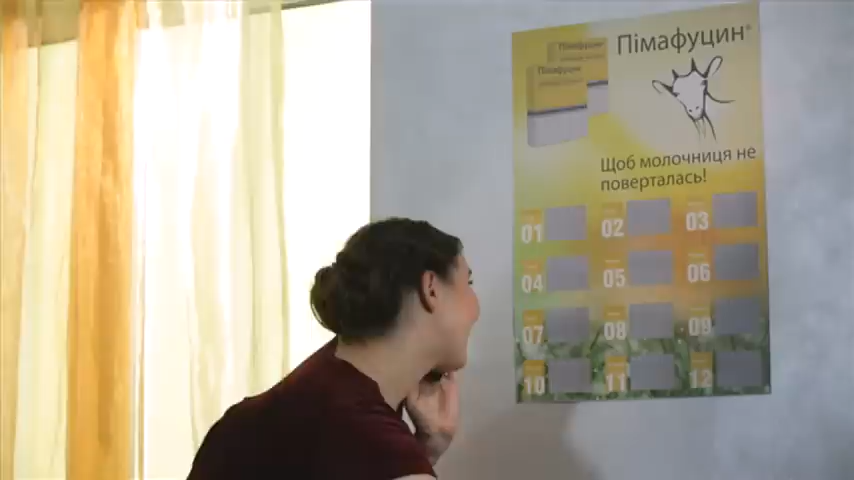 Пімафуцин
Пімафуцин
Пімафуцин®
Щоб молочниця не
поверталась!
01 02 03
04 05 06
07 08 09
10 11 12